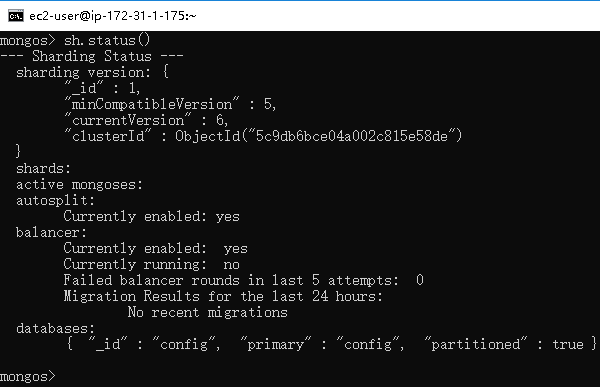 ec2-user@ip-172-31-1-175:~
mongos> sh.status()
--- Sharding Status ---
  sharding version: {
        "_id" : 1,
        "minCompatibleVersion" : 5,
        "currentVersion" : 6,
        "clusterId" : ObjectId("5c9db6bce04a002c815e58de")
  }
  shards:
  active mongoses:
  autosplit:
        Currently enabled: yes
  balancer:
        Currently enabled:  yes
        Currently running:  no
        Failed balancer rounds in last 5 attempts:  0
        Migration Results for the last 24 hours:
                No recent migrations
  databases:
        {  "_id" : "config",  "primary" : "config",  "partitioned" : true }
mongos>